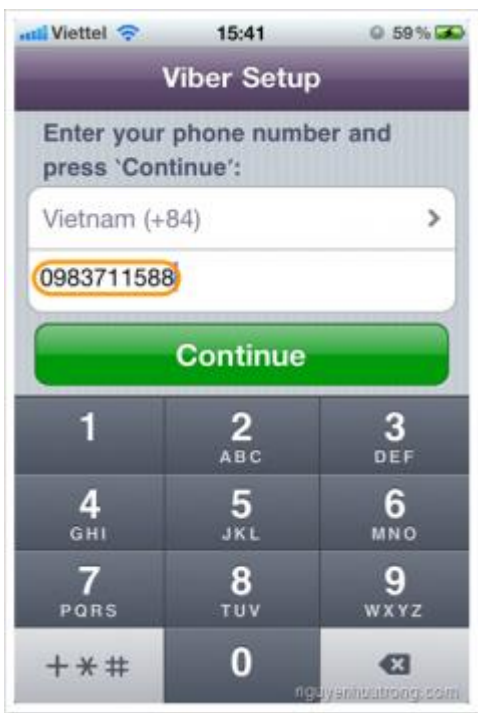 Viettel 15:41 59%
Viber Setup
Enter your phone number and
press `Continue':
Vietnam (+84)
0983711588
Continue
1 2 3
ABC DEF
4 5 6
GHI JKL MNO
7 8 9
PQRS TUV WXYZ
+*# 0
nguyenhuutrong.com